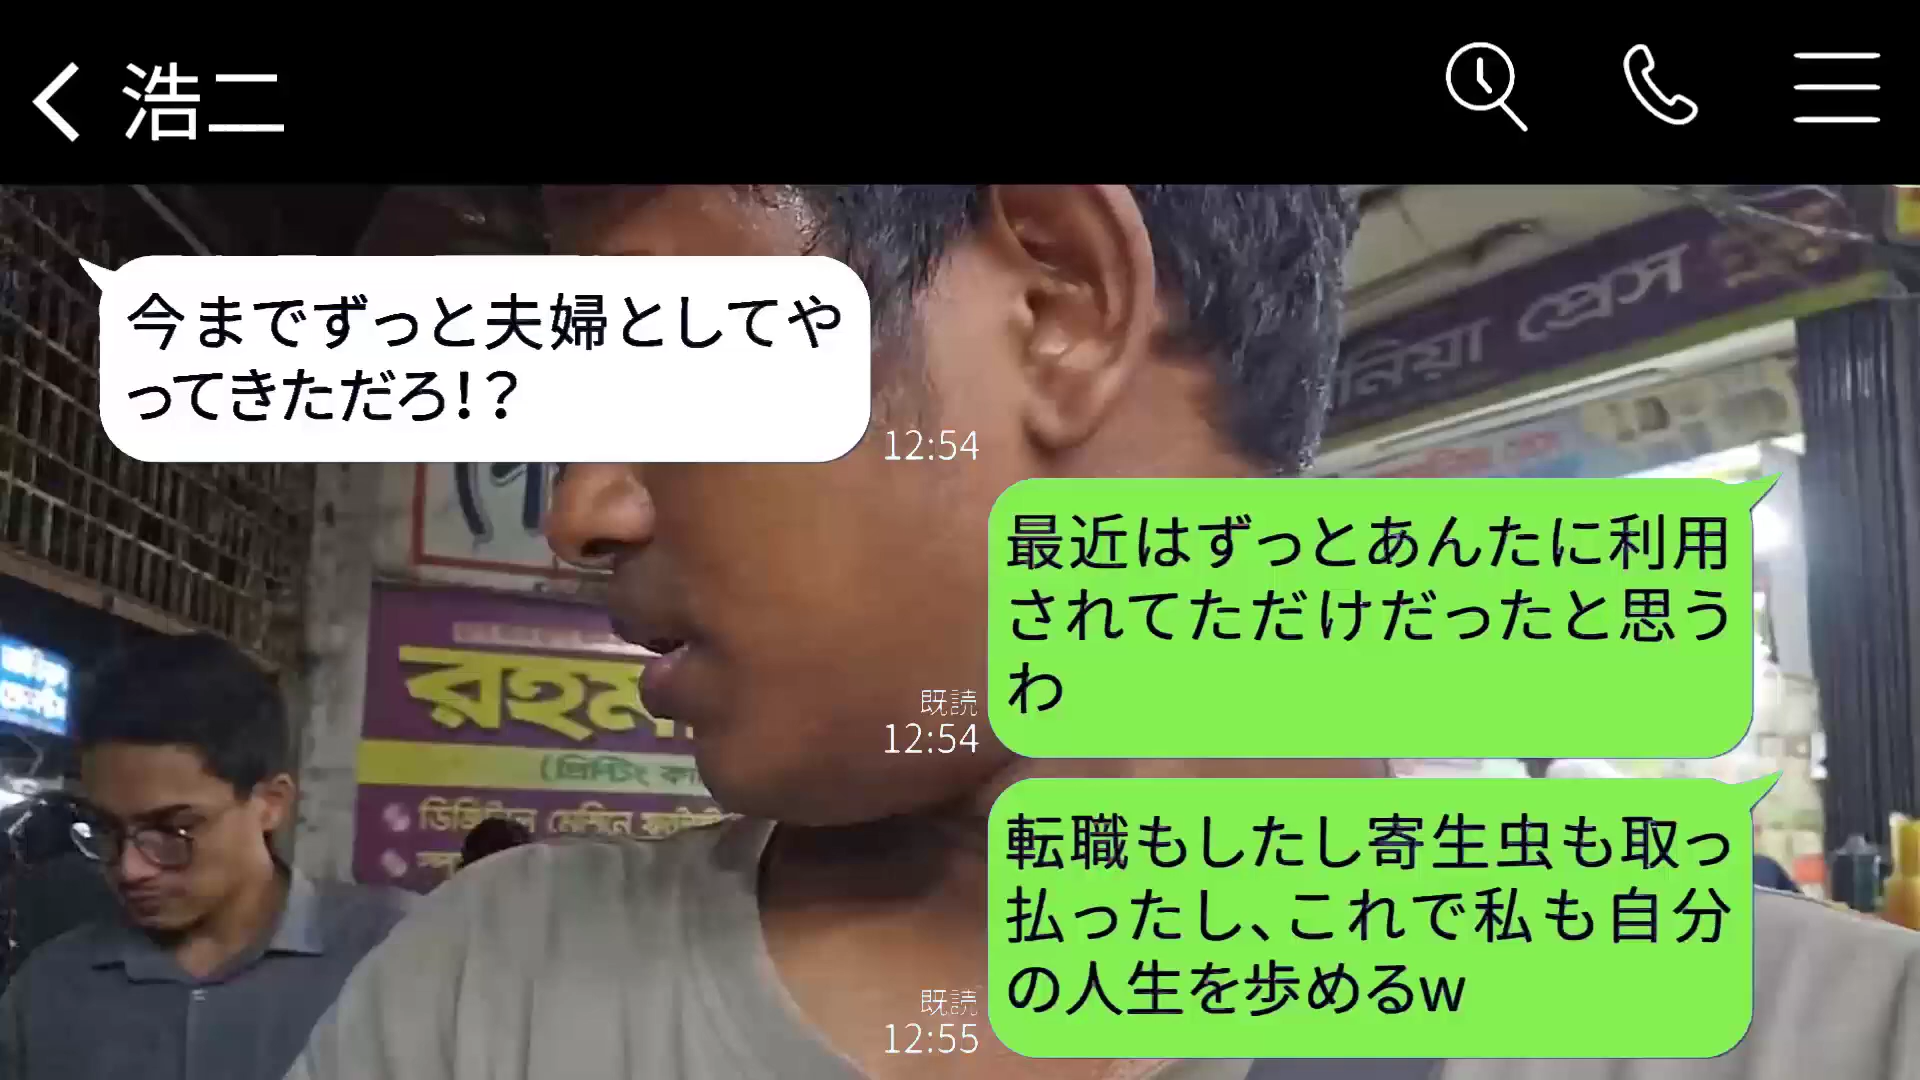 浩二
今までずっと夫婦としてや
ってきただろ!?
12:54
最近はずっとあんたに利用
されてただけだったと思う
わ
既読
12:54
転職もしたし寄生虫も取っ
払ったし、これで私も自分
の人生を歩めるw
既読
12:55
নিয়া প্রেস
রহমা
(প্রিন্টিং